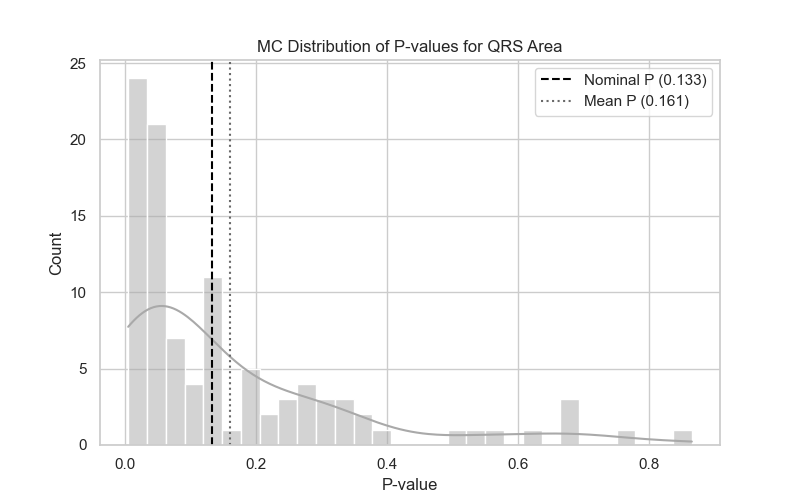 MC Distribution of P-values for QRS Area
Nominal P (0.133)
Mean P (0.161)
25
20
15
10
5
0
Count
0.0 0.2 0.4 0.6 0.8
P-value